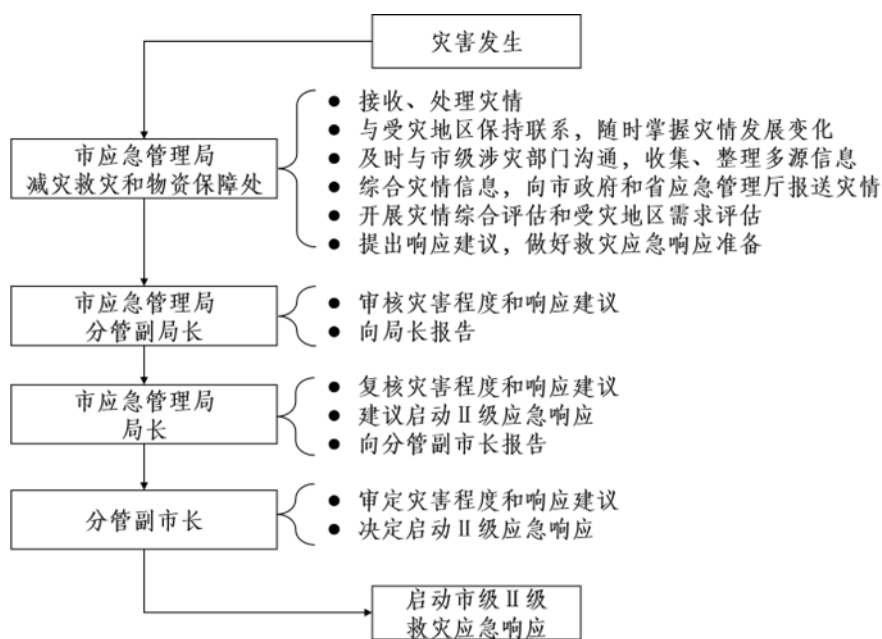 灾害发生
市应急管理局
减灾救灾和物资保障处
● 接收、处理灾情
● 与受灾地区保持联系，随时掌握灾情发展变化
● 及时与市级涉灾部门沟通，收集、整理多源信息
● 综合灾情信息，向市政府和省应急管理厅报送灾情
● 开展灾情综合评估和受灾地区需求评估
● 提出响应建议，做好救灾应急响应准备
市应急管理局
分管副局长
● 审核灾害程度和响应建议
● 向局长报告
市应急管理局
局长
● 复核灾害程度和响应建议
● 建议启动Ⅱ级应急响应
● 向分管副市长报告
分管副市长
● 审定灾害程度和响应建议
● 决定启动Ⅱ级应急响应
启动市级Ⅱ级
救灾应急响应